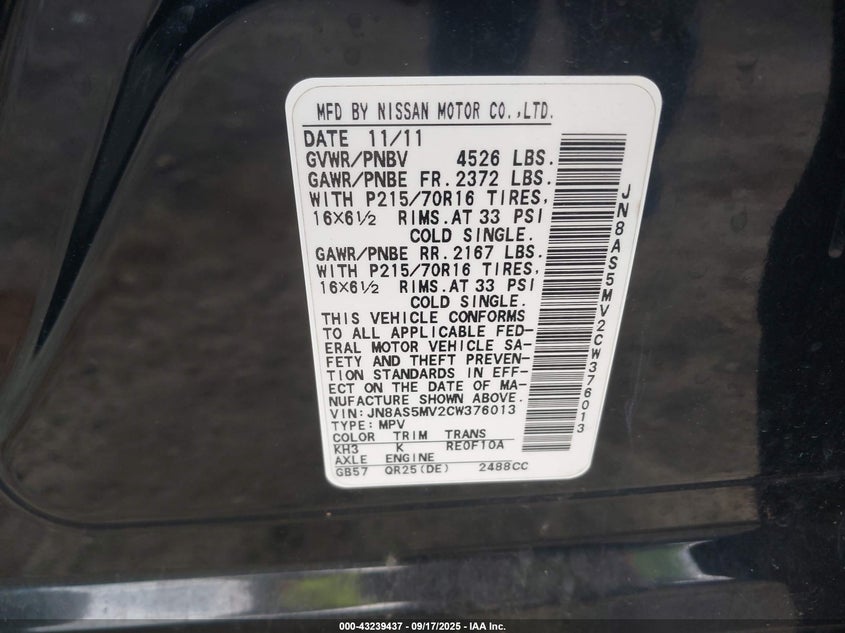 MFD BY NISSAN MOTOR CO.,LTD.
DATE 11/11
GVWR/PNBV 4526 LBS.
GAWR/PNBE FR. 2372 LBS.
WITH P215/70R16 TIRES,
16×6½ RIMS. AT 33 PSI
COLD SINGLE.
GAWR/PNBE RR. 2167 LBS.
WITH P215/70R16 TIRES,
16×6½ RIMS. AT 33 PSI
COLD SINGLE.
THIS VEHICLE CONFORMS
TO ALL APPLICABLE FED-
ERAL MOTOR VEHICLE SA-
FETY AND THEFT PREVEN-
TION STANDARDS IN EFF-
ECT ON THE DATE OF MA-
NUFACTURE SHOWN ABOVE.
VIN: JN8AS5MV2CW376013
TYPE: MPV
COLOR TRIM TRANS
KH3 K RE0F10A
AXLE ENGINE
GB57 QR25(DE) 2488CC
JN8AS5MV2CW376013
000-43239437 - 09/17/2025 - IAA Inc.